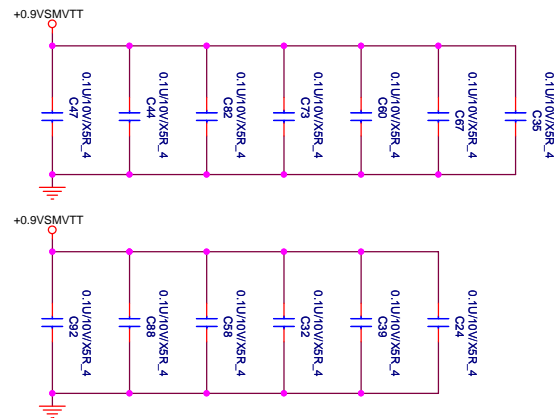 +0.9VSMVTT
0.1U/10V/X5R_4
C47
0.1U/10V/X5R_4
C44
0.1U/10V/X5R_4
C82
0.1U/10V/X5R_4
C73
0.1U/10V/X5R_4
C60
0.1U/10V/X5R_4
C67
0.1U/10V/X5R_4
C35
+0.9VSMVTT
0.1U/10V/X5R_4
C92
0.1U/10V/X5R_4
C88
0.1U/10V/X5R_4
C58
0.1U/10V/X5R_4
C32
0.1U/10V/X5R_4
C39
0.1U/10V/X5R_4
C24